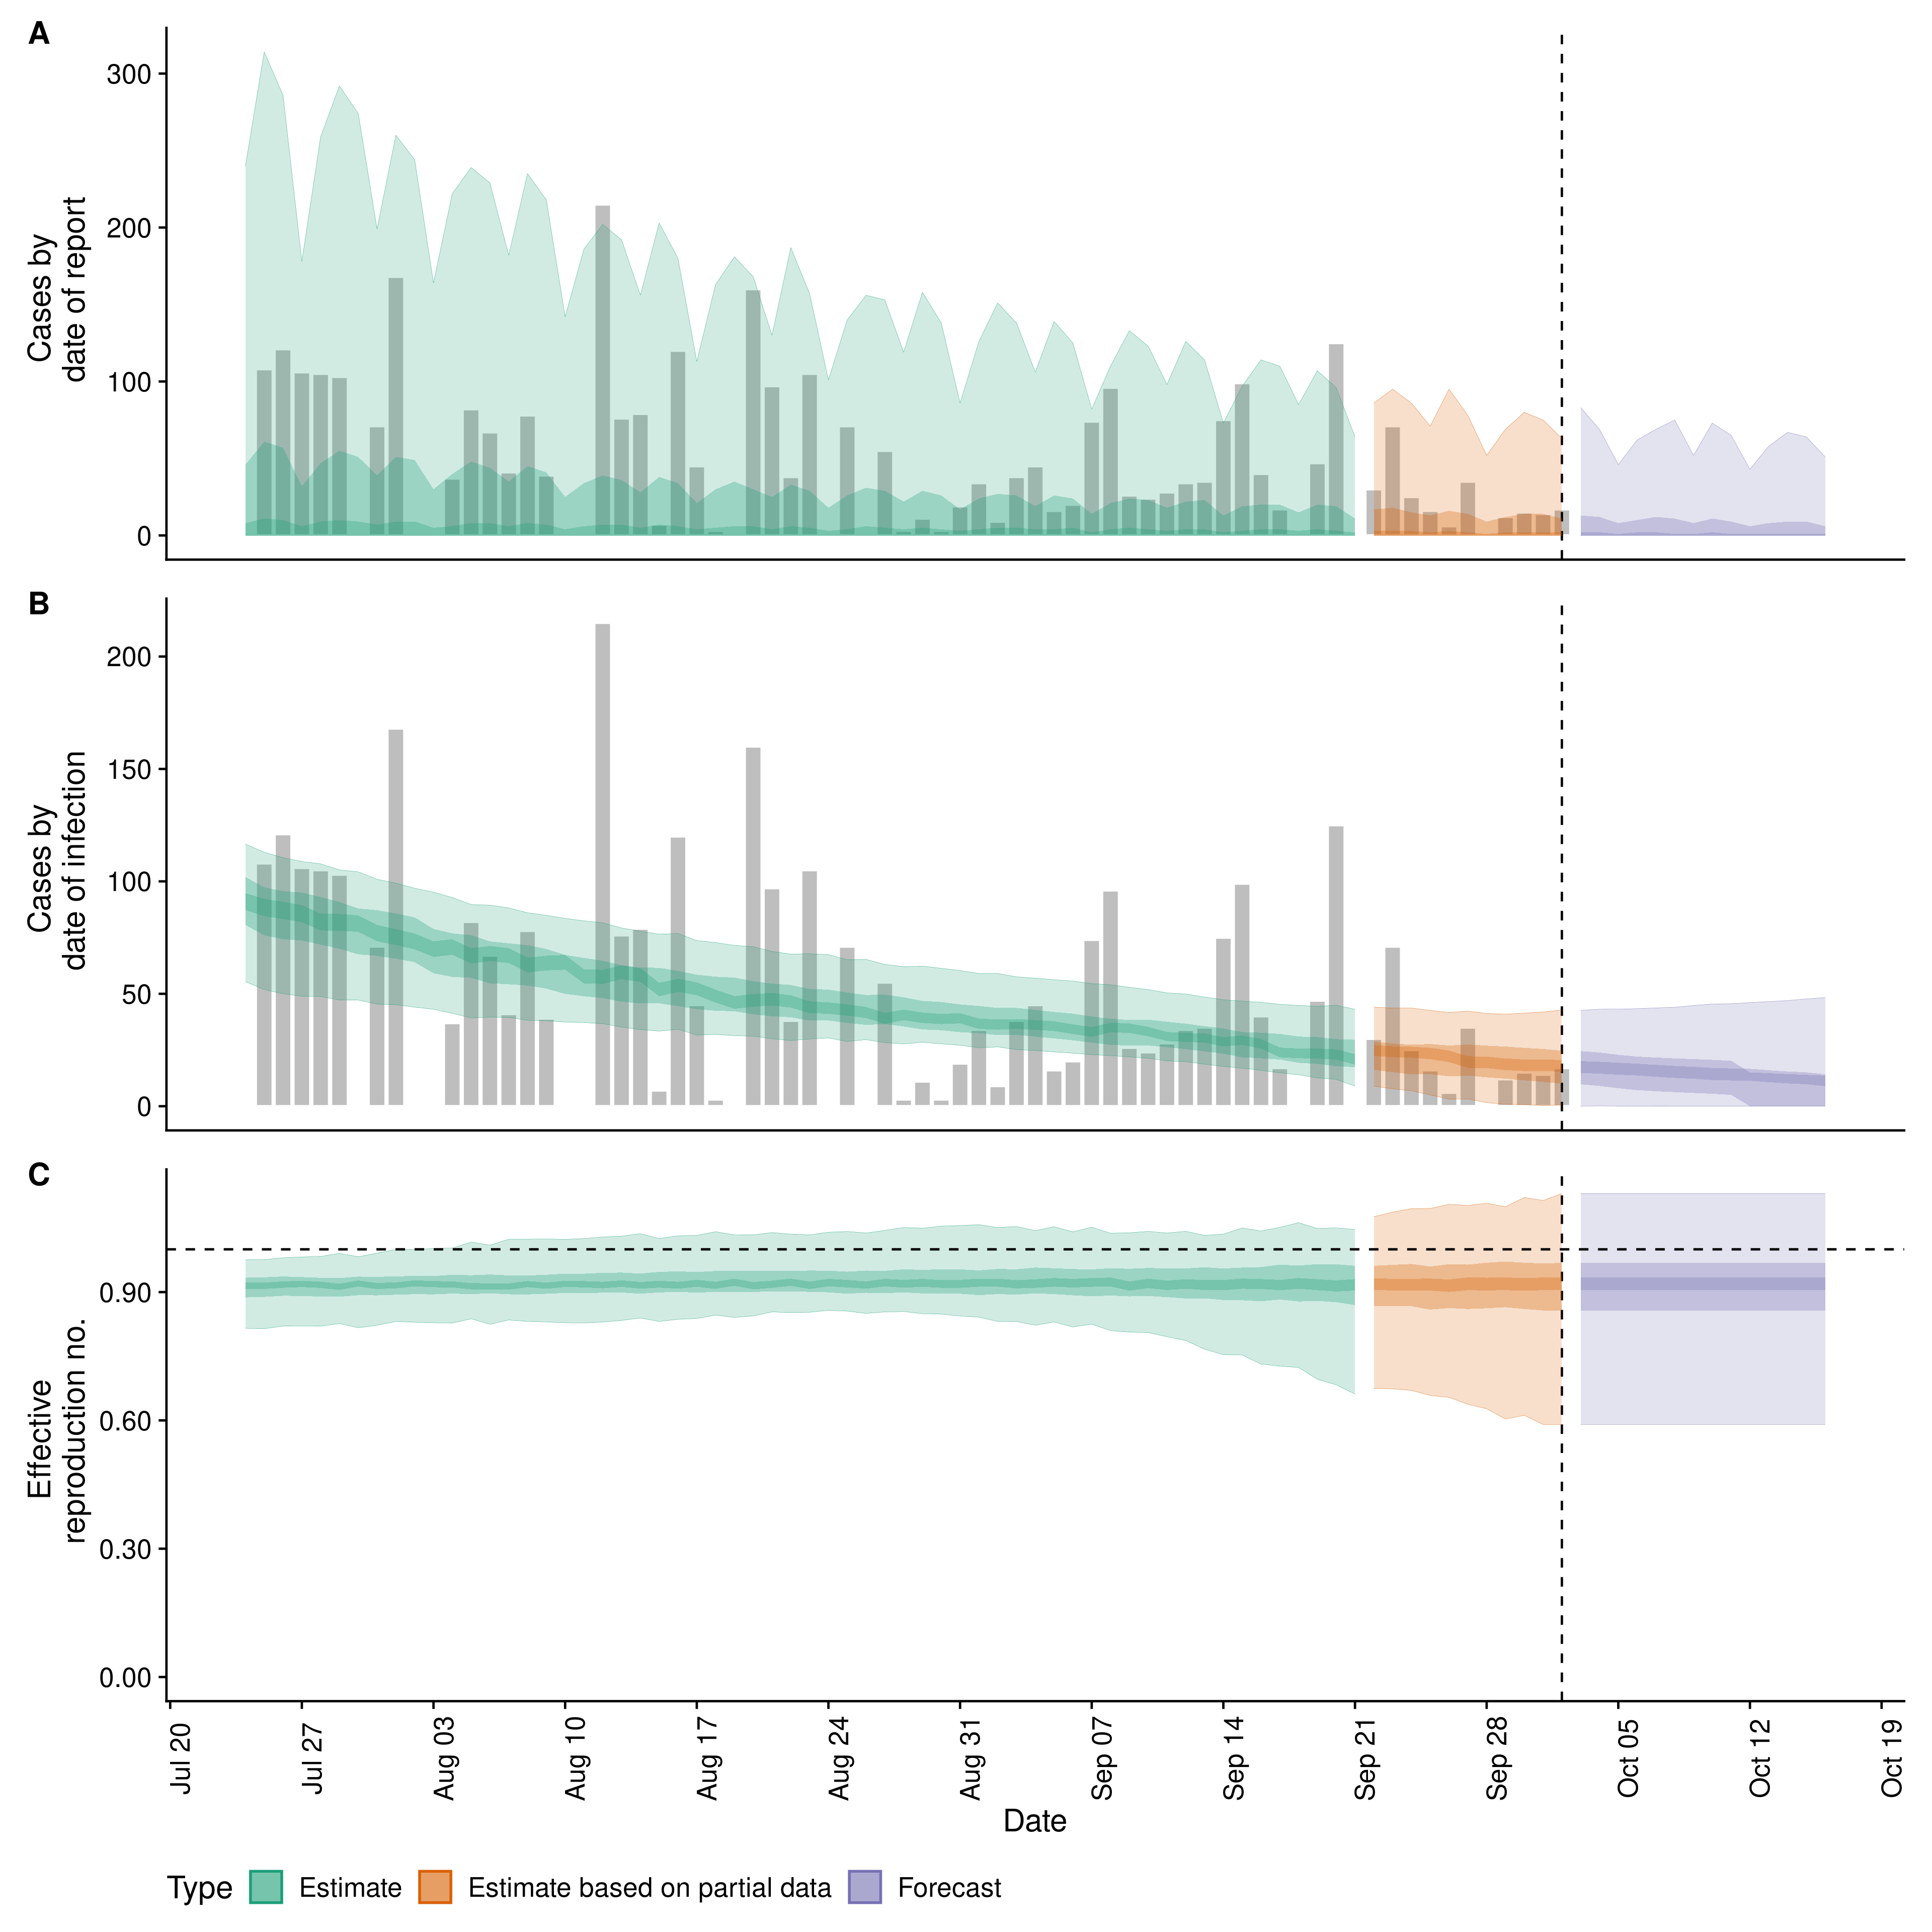 A
300
200
100
0
Cases by
date of report
B
200
150
100
50
0
Cases by
date of infection
C
0.90
0.60
0.30
0.00
Effective
reproduction no.
Jul 20
Jul 27
Aug 03
Aug 10
Aug 17
Aug 24
Aug 31
Sep 07
Sep 14
Sep 21
Sep 28
Oct 05
Oct 12
Oct 19
Date
Type Estimate Estimate based on partial data Forecast